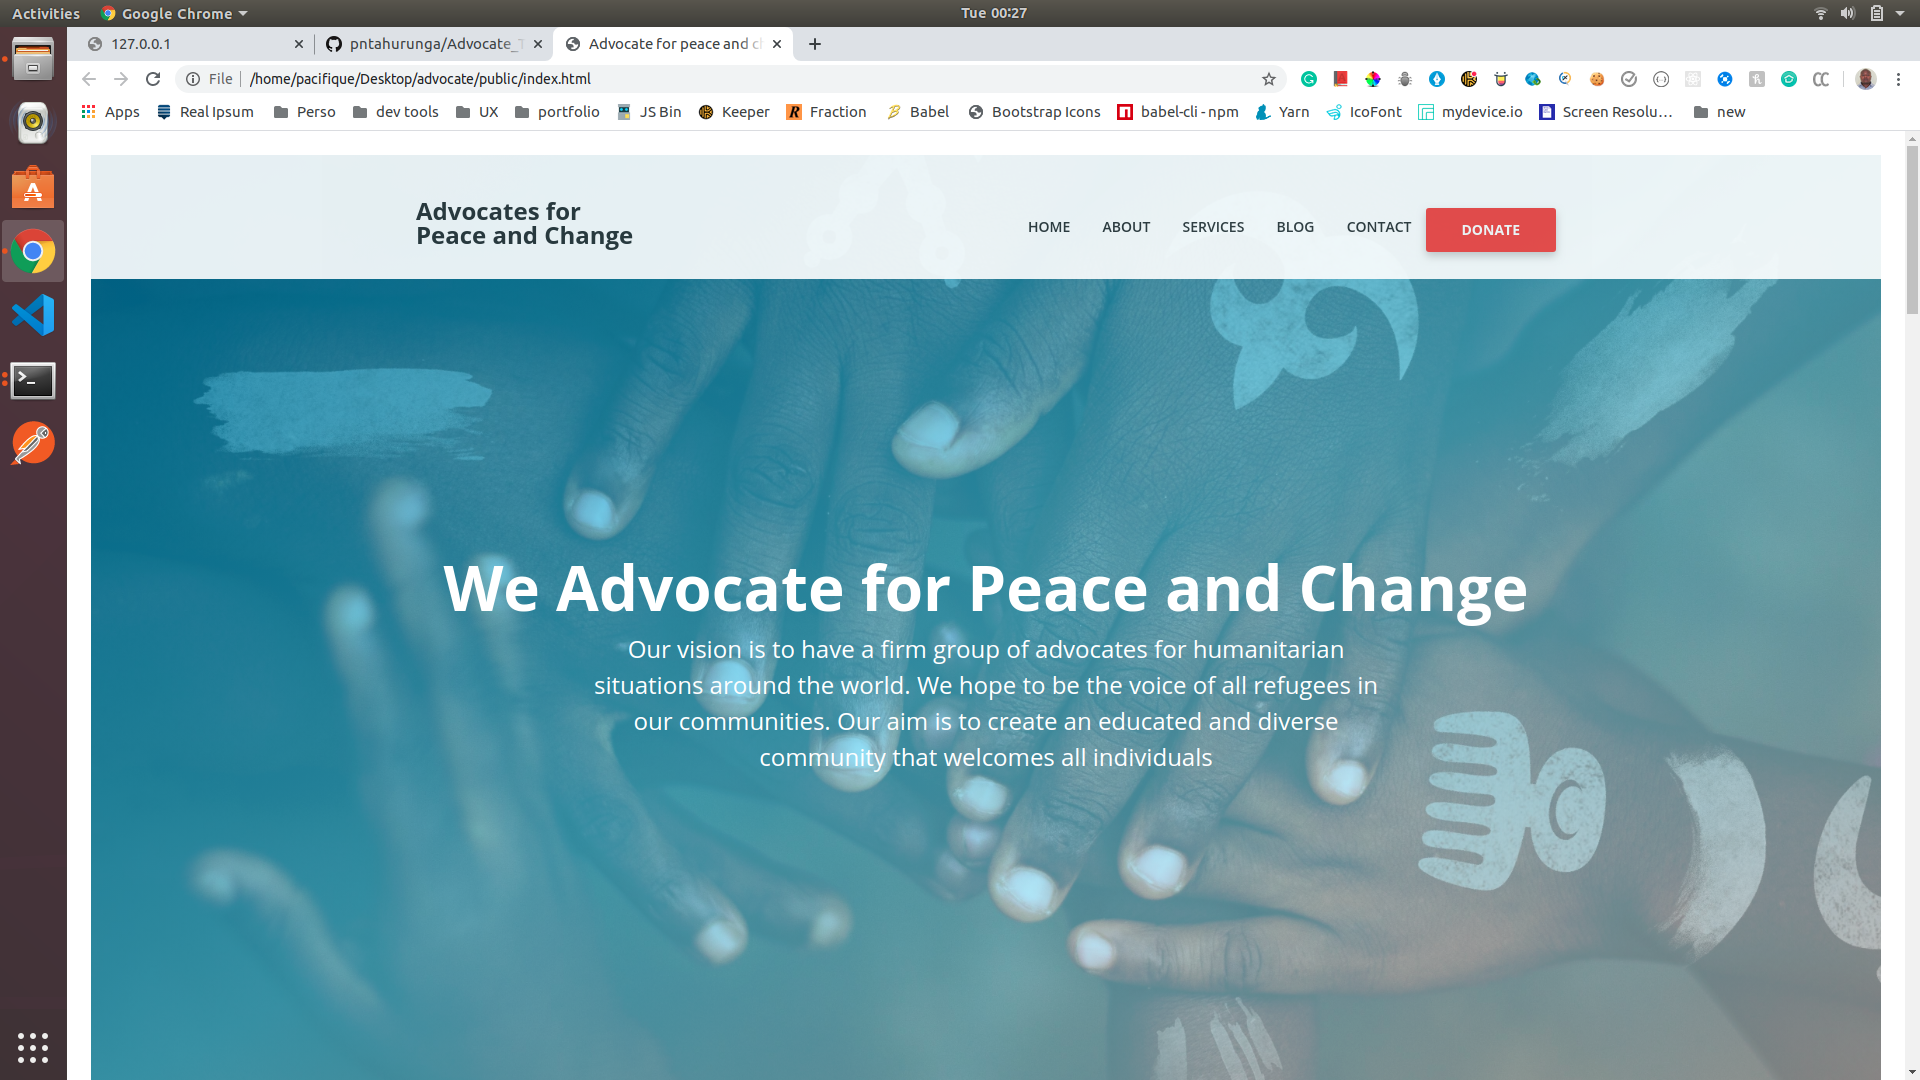 Activities
Google Chrome
Tue 00:27
127.0.0.1
pntahurunga/Advocate_
Advocate for peace and c
File
/home/pacifique/Desktop/advocate/public/index.html
Apps
Real Ipsum
Perso
dev tools
UX
portfolio
JS Bin
Keeper
Fraction
Babel
Bootstrap Icons
babel-cli - npm
Yarn
IcoFont
mydevice.io
Screen Resolu...
new
Advocates for
Peace and Change
HOME
ABOUT
SERVICES
BLOG
CONTACT
DONATE
We Advocate for Peace and Change
Our vision is to have a firm group of advocates for humanitarian
situations around the world. We hope to be the voice of all refugees in
our communities. Our aim is to create an educated and diverse
community that welcomes all individuals